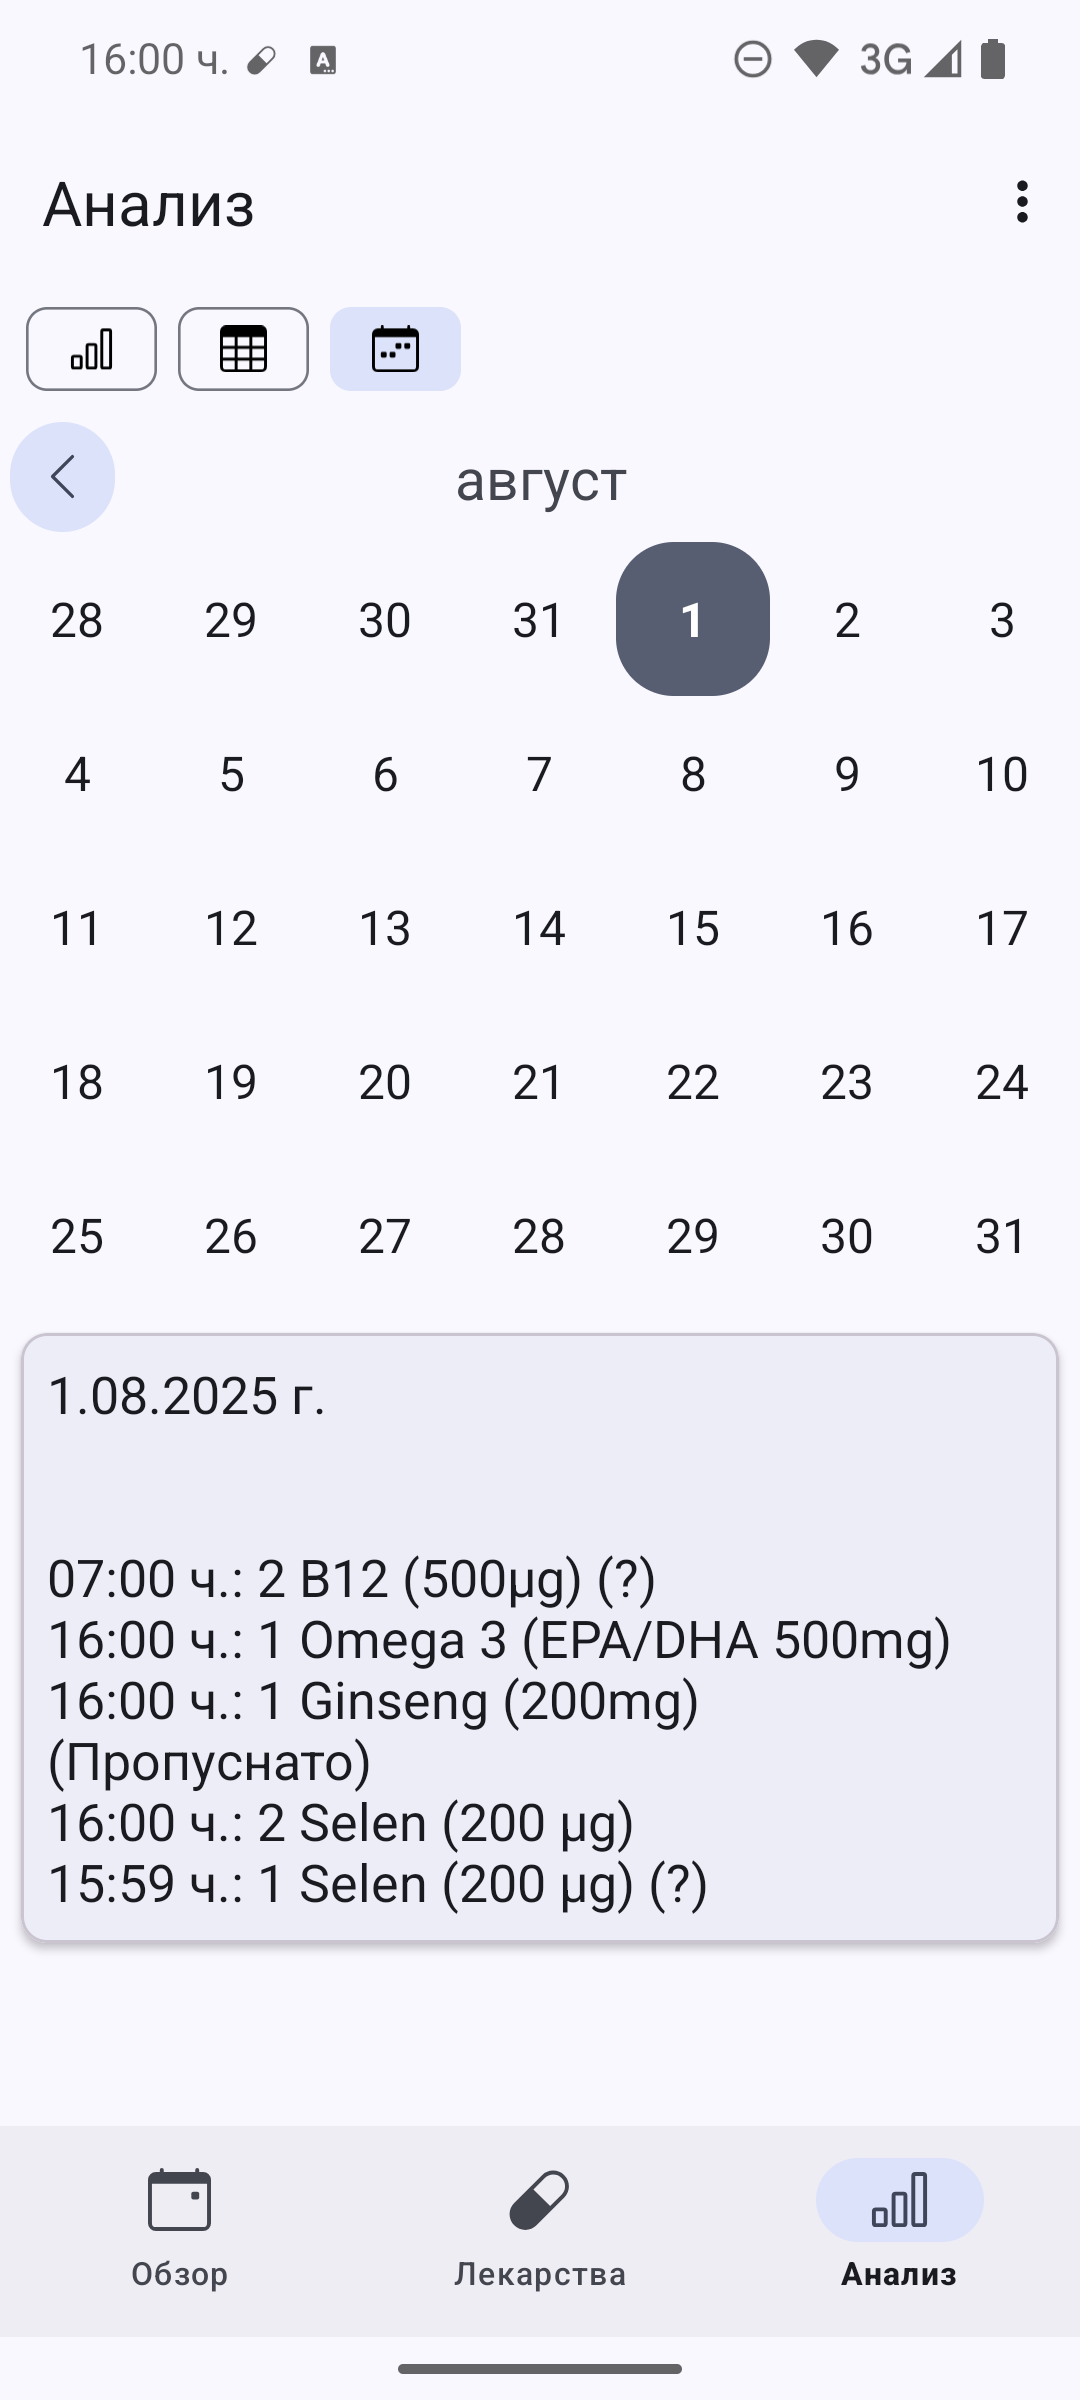 16:00 ч.
3G
Анализ
август
28 29 30 31 1 2 3
4 5 6 7 8 9 10
11 12 13 14 15 16 17
18 19 20 21 22 23 24
25 26 27 28 29 30 31
1.08.2025 г.
07:00 ч.: 2 B12 (500µg) (?)
16:00 ч.: 1 Omega 3 (EPA/DHA 500mg)
16:00 ч.: 1 Ginseng (200mg)
(Пропуснато)
16:00 ч.: 2 Selen (200 µg)
15:59 ч.: 1 Selen (200 µg) (?)
Обзор Лекарства Анализ